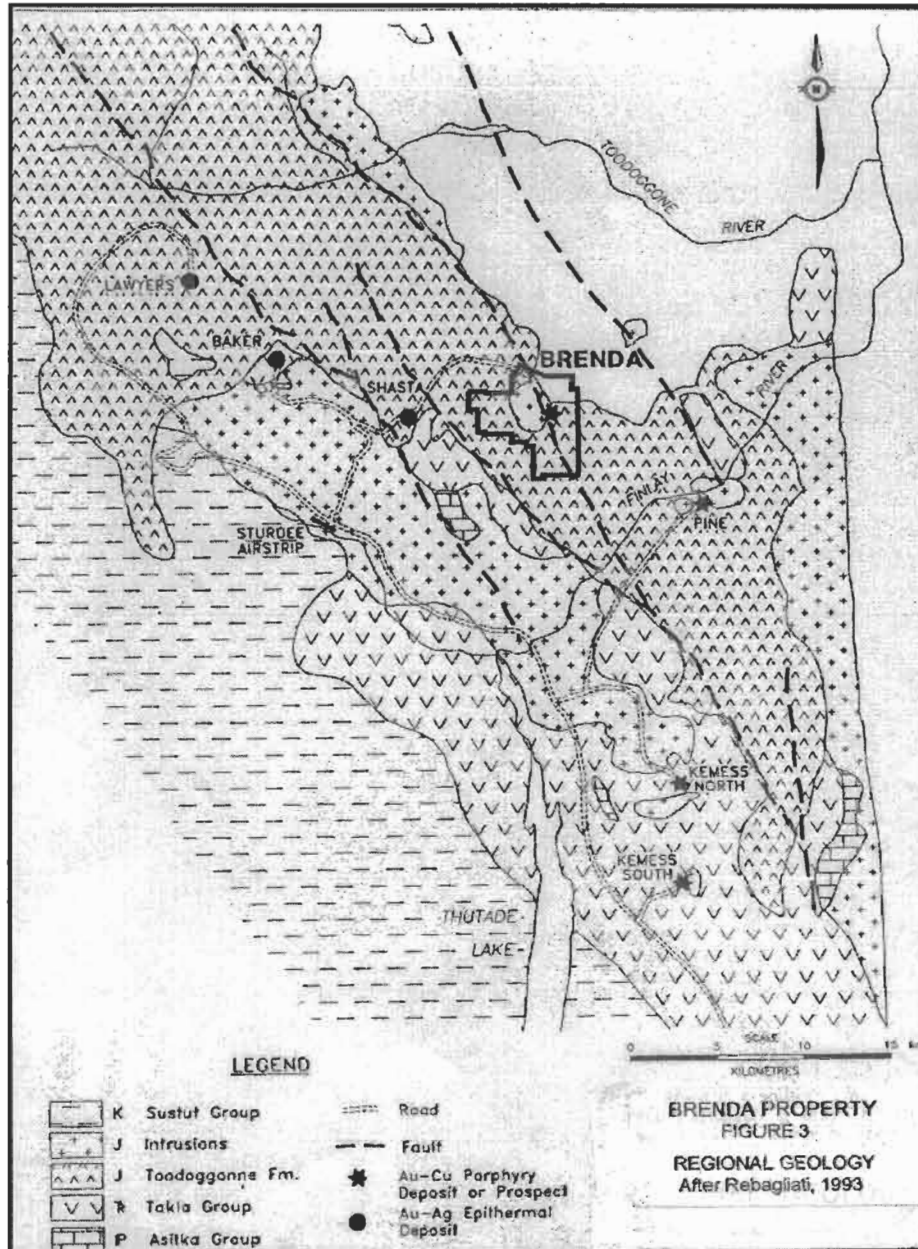 N
TOODOGGONE
RIVER
LAWYERS
BAKER
BRENDA
SHASTA
RIVER
FINLAY
PINE
STURDEE
AIRSTRIP
KEMESS
NORTH
KEMESS
SOUTH
THUTADE
LAKE
SCALE
0 5 10 15 km
KILOMETRES
LEGEND
K Sustut Group
J Intrusions
J Toodoggonne Fm.
Takla Group
P Asitka Group
Road
Fault
Au-Cu Porphyry
Deposit or Prospect
Au-Ag Epithermal
Deposit
BRENDA PROPERTY
FIGURE 3
REGIONAL GEOLOGY
After Rebagliati, 1993